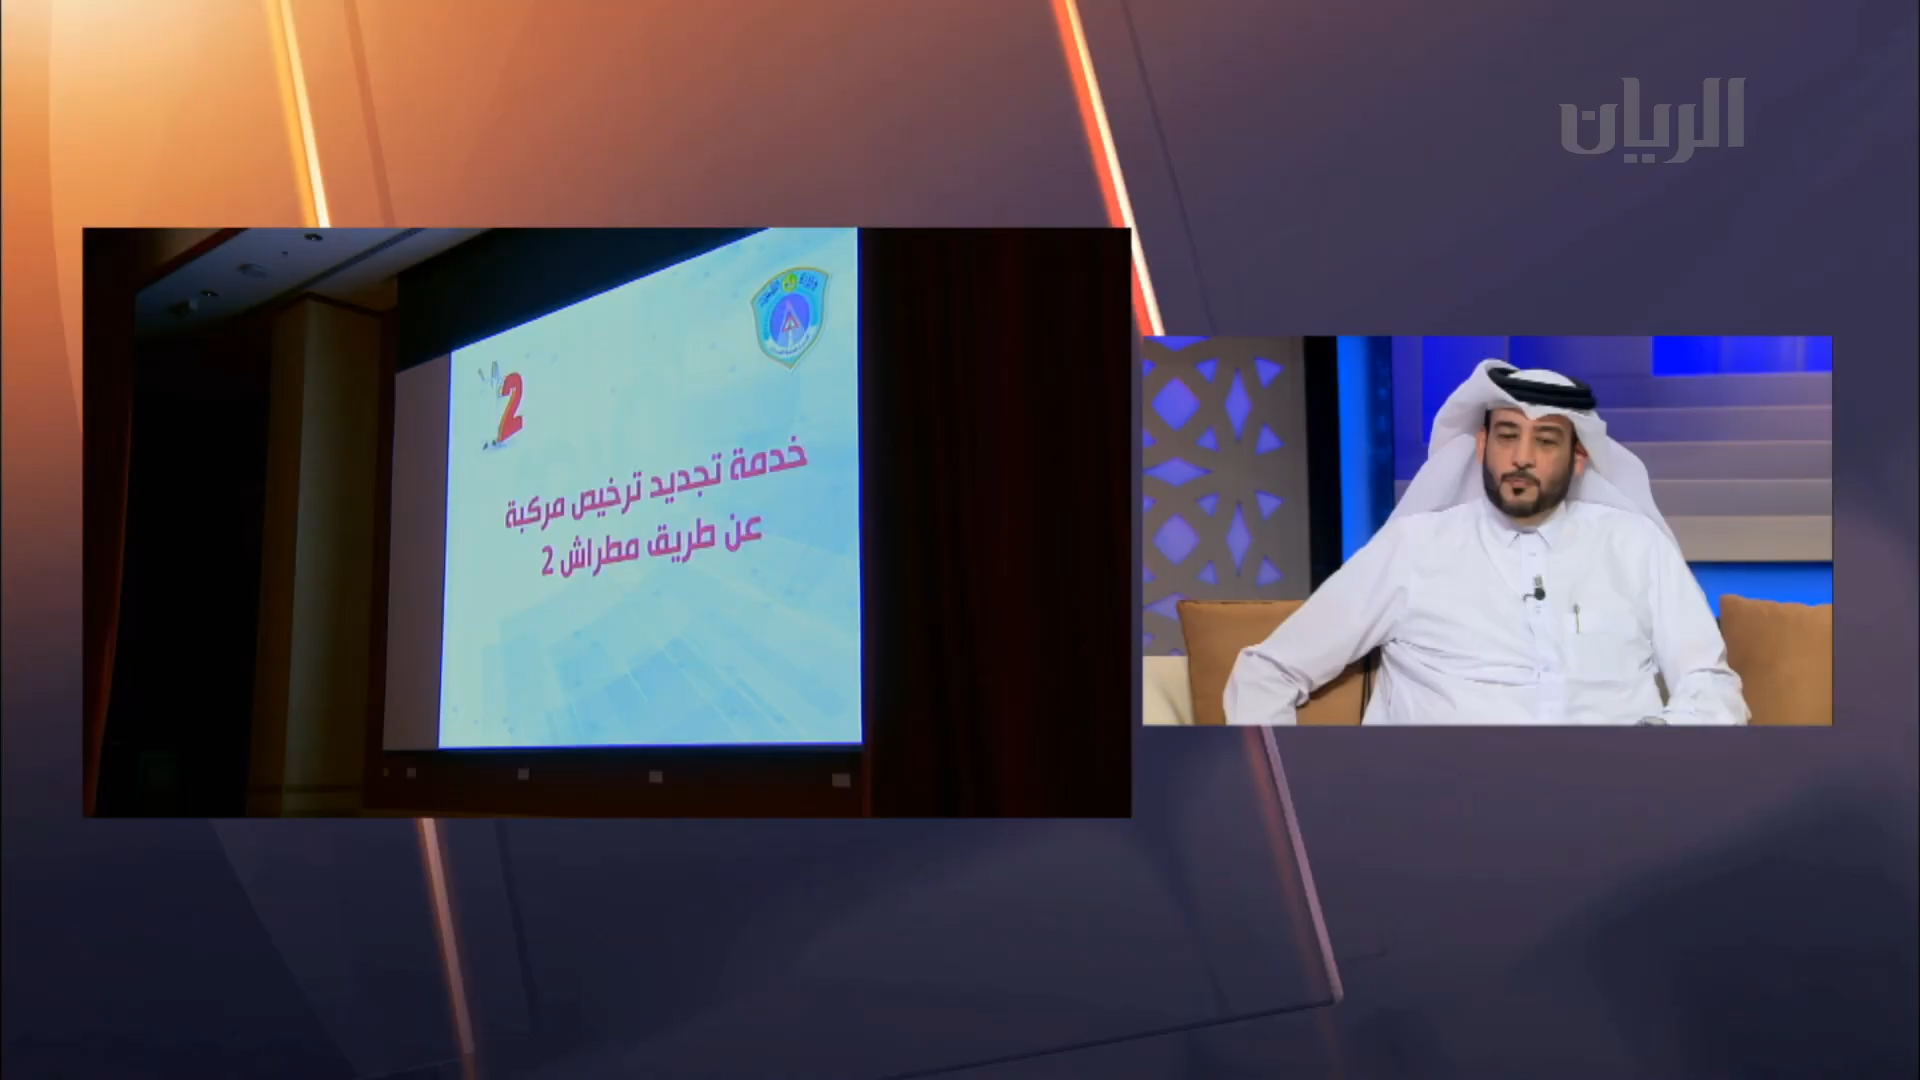 الريان
2
خدمة تجديد ترخيص مركبة
عن طريق مطراش 2